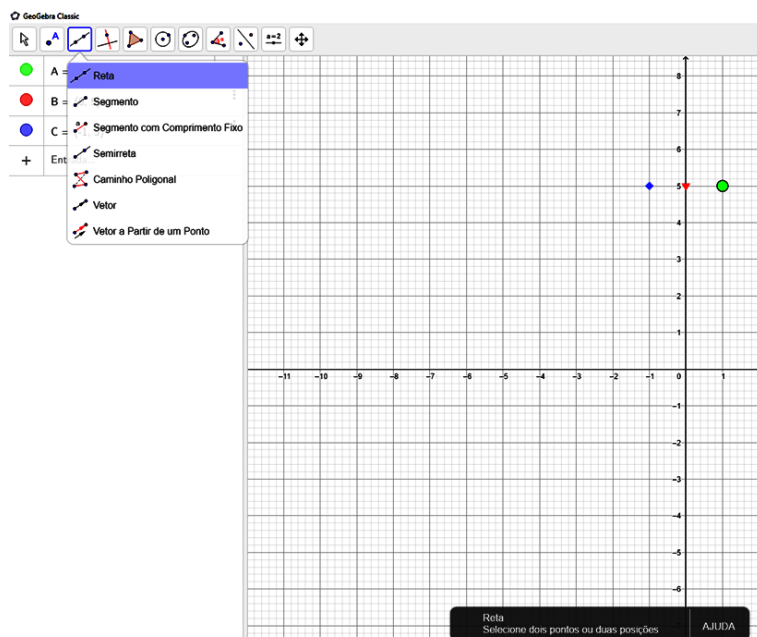 GeoGebra Classic
A
a=2
A =
B =
C =
Ent
Reta
Segmento
a
Segmento com Comprimento Fixo
Semirreta
Caminho Poligonal
Vetor
Vetor a Partir de um Ponto
8
7
6
5
4
3
2
1
-11 -10 -9 -8 -7 -6 -5 -4 -3 -2 -1 0 1
-1
-2
-3
-4
-5
-6
Reta
Selecione dois pontos ou duas posições
AJUDA